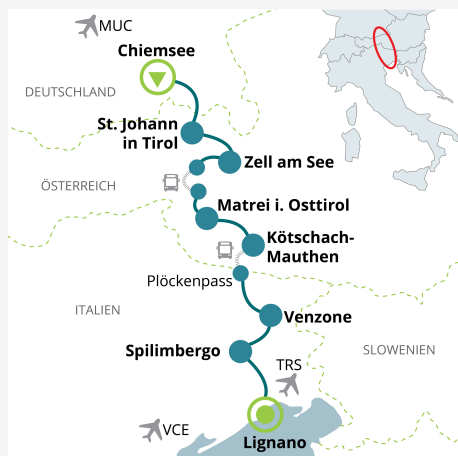 MUC
Chiemsee
DEUTSCHLAND
St. Johann
in Tirol
Zell am See
ÖSTERREICH
Matrei i. Osttirol
Kötschach-
Mauthen
Plöckenpass
ITALIEN
Venzone
Spilimbergo
SLOWENIEN
TRS
VCE
Lignano